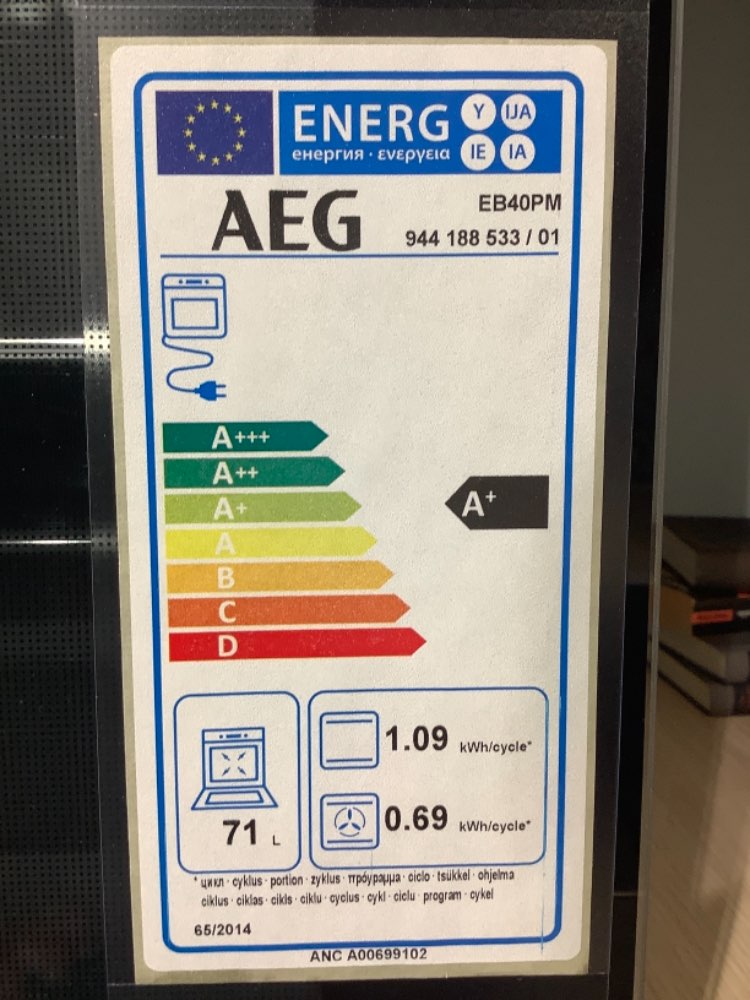 ENERG Y IJA
енергия · ενεργεια IE IA
AEG
EB40PM
944 188 533 / 01
A+++
A++
A+
A+
A
B
C
D
1.09 kWh/cycle*
0.69 kWh/cycle*
71 L
* цикл · cyklus · portion · zyklus · πρόγραμμα · ciclo · tsükkel · ohjelma
ciklus · ciklas · cikls · ciklu · cyclus · cykl · ciclu · program · cykel
65/2014
ANC A00699102